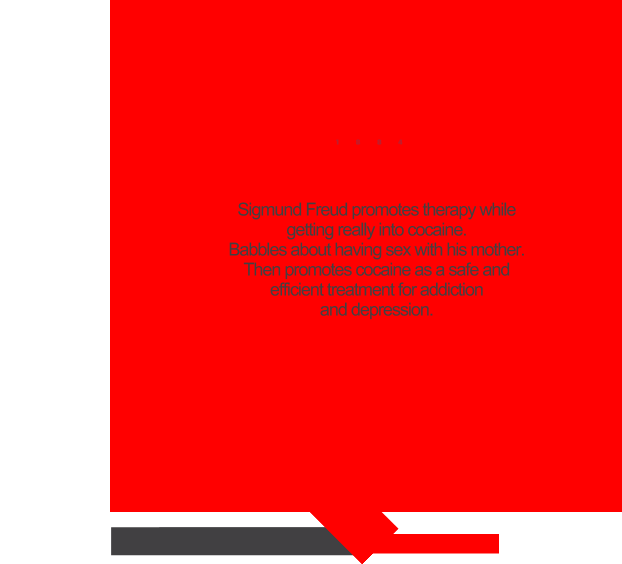 Sigmund Freud promotes therapy while
getting really into cocaine.
Babbles about having sex with his mother.
Then promotes cocaine as a safe and
efficient treatment for addiction
and depression.